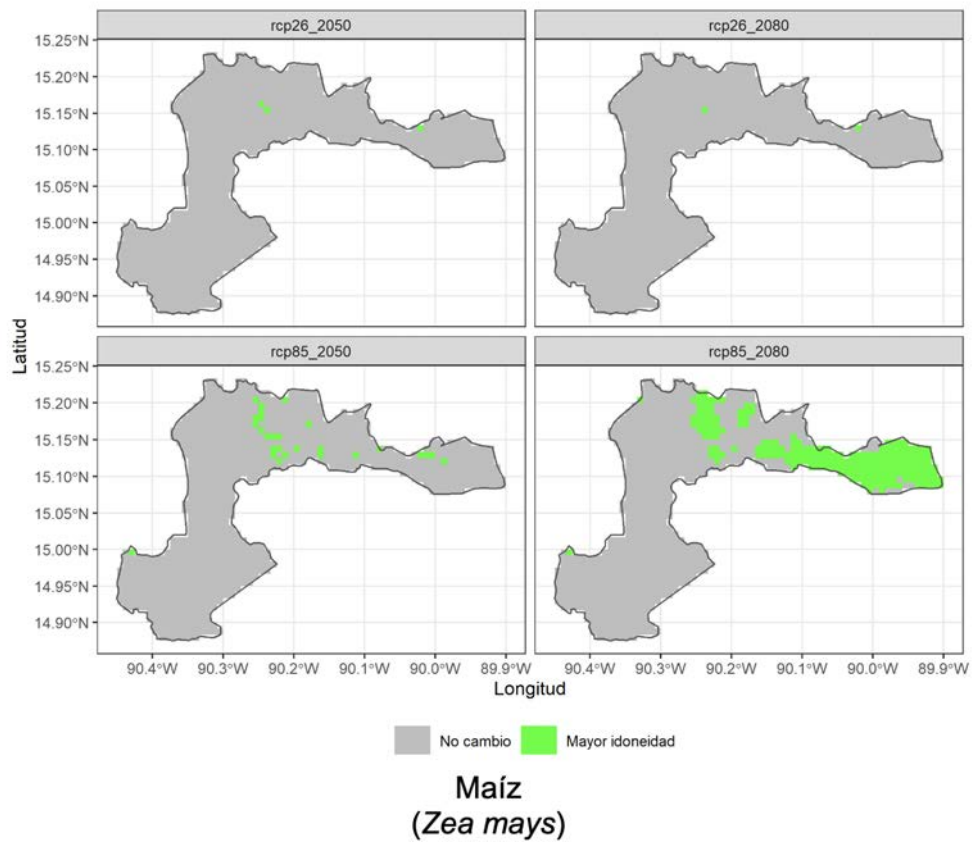 rcp26_2050
rcp26_2080
15.25°N
15.20°N
15.15°N
15.10°N
15.05°N
15.00°N
14.95°N
14.90°N
rcp85_2050
rcp85_2080
15.25°N
15.20°N
15.15°N
15.10°N
15.05°N
15.00°N
14.95°N
14.90°N
Latitud
90.4°W 90.3°W 90.2°W 90.1°W 90.0°W 90.4°W 90.3°W 90.2°W 90.1°W 90.0°W 89.9°W
Longitud
No cambio Mayor idoneidad
Maíz
(Zea mays)